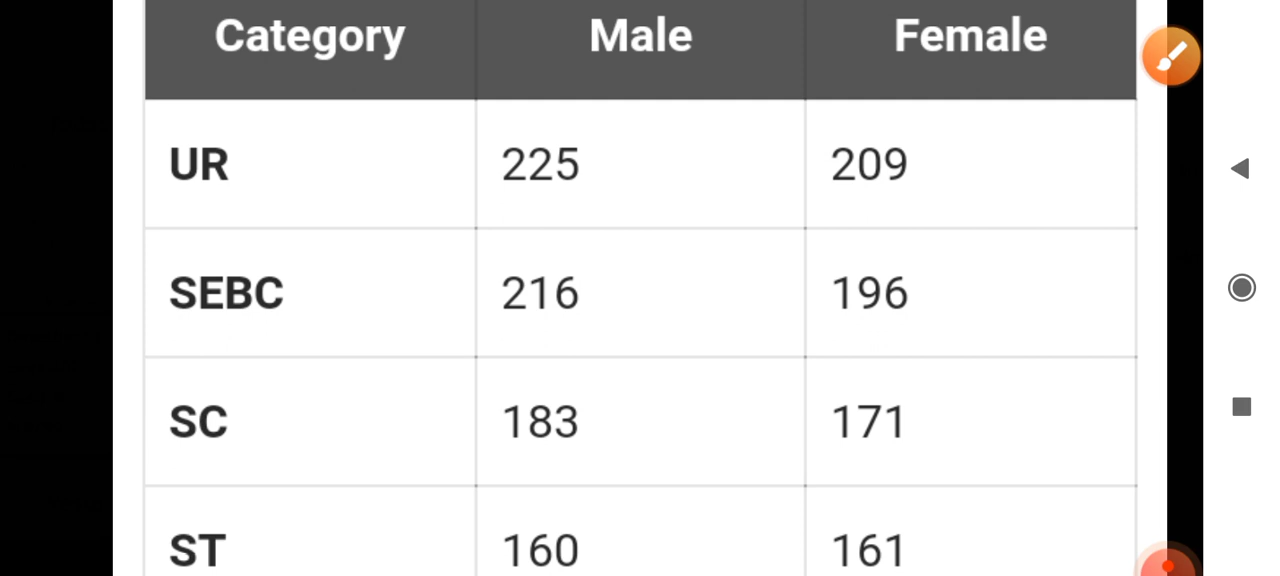 Category Male Female
UR 225 209
SEBC 216 196
SC 183 171
ST 160 161